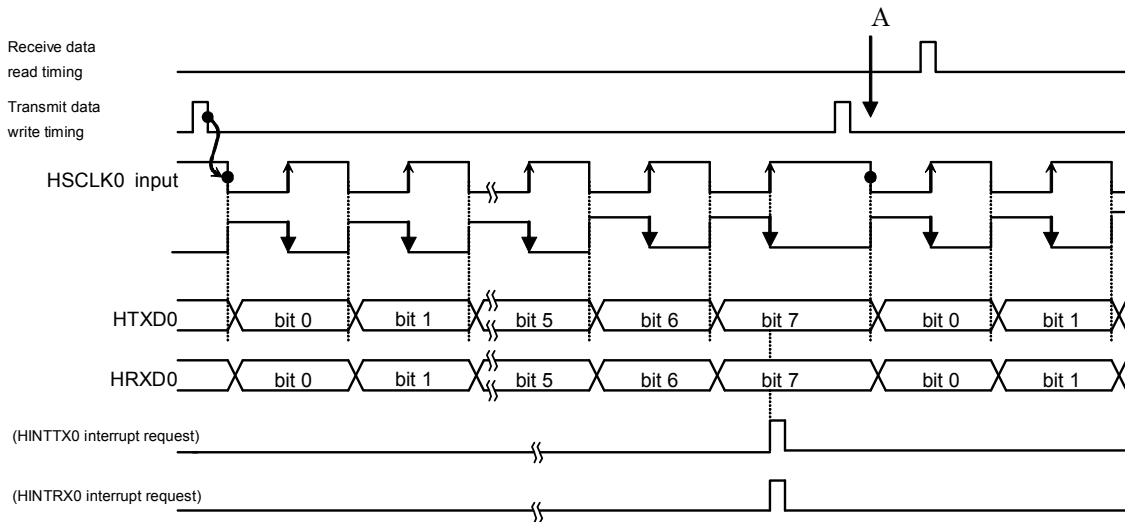 A
Receive data
read timing
Transmit data
write timing
HSCLK0 input
HTXD0
bit 0
bit 1
bit 5
bit 6
bit 7
bit 0
bit 1
HRXD0
bit 0
bit 1
bit 5
bit 6
bit 7
bit 0
bit 1
(HINTTX0 interrupt request)
(HINTRX0 interrupt request)